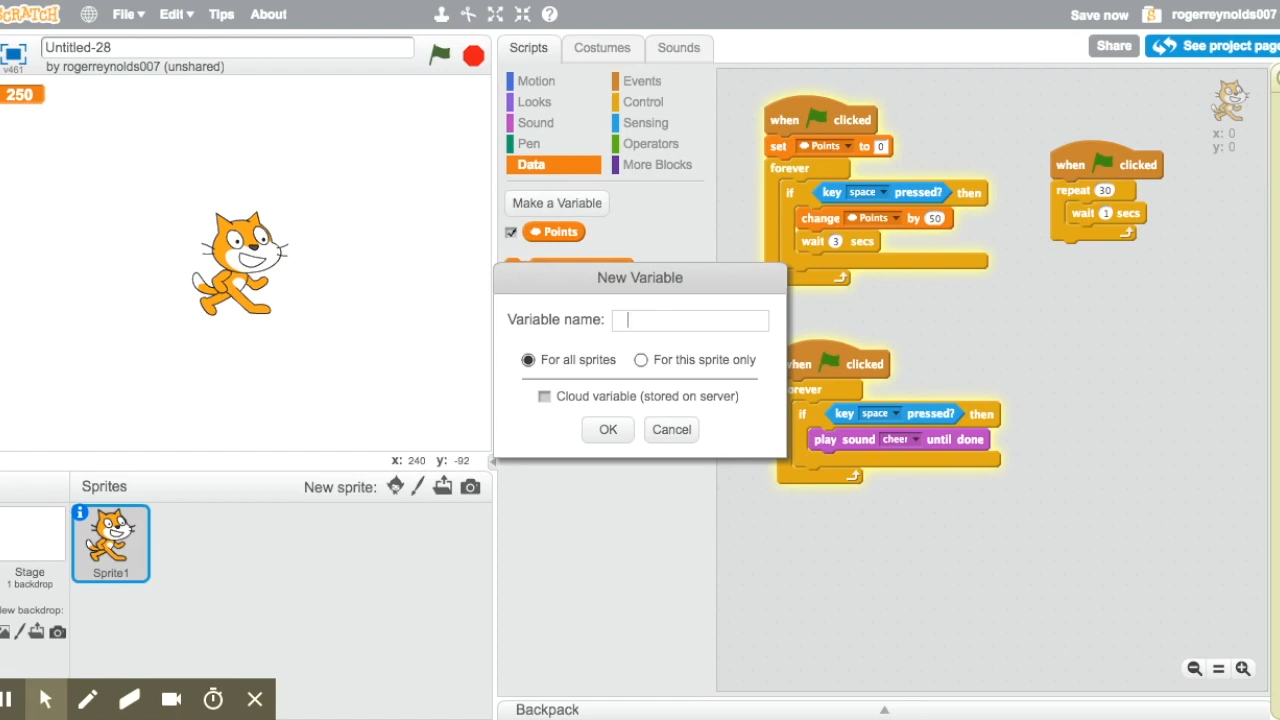 SCRATCH File Edit Tips About Save now rogerreynolds007
v461 Untitled-28
by rogerreynolds007 (unshared)
Scripts Costumes Sounds
Share See project page
250
Motion Events
Looks Control
Sound Sensing
Pen Operators
Data More Blocks
Make a Variable
Points
New Variable
Variable name:
For all sprites For this sprite only
Cloud variable (stored on server)
OK Cancel
when clicked
set Points to 0
forever
if key space pressed? then
change Points by 50
wait 3 secs
when clicked
repeat 30
wait 1 secs
when clicked
forever
if key space pressed? then
play sound cheer until done
x: 0
y: 0
x: 240 y: -92
Sprites New sprite:
Sprite1
Stage
1 backdrop
New backdrop:
Backpack